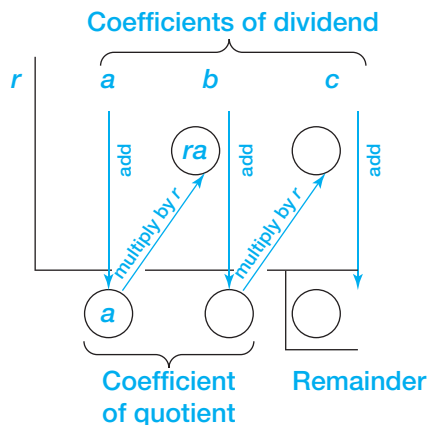 Coefficients of dividend
r a b c
ra
add add add
multiply by r multiply by r
a
Coefficient
of quotient
Remainder